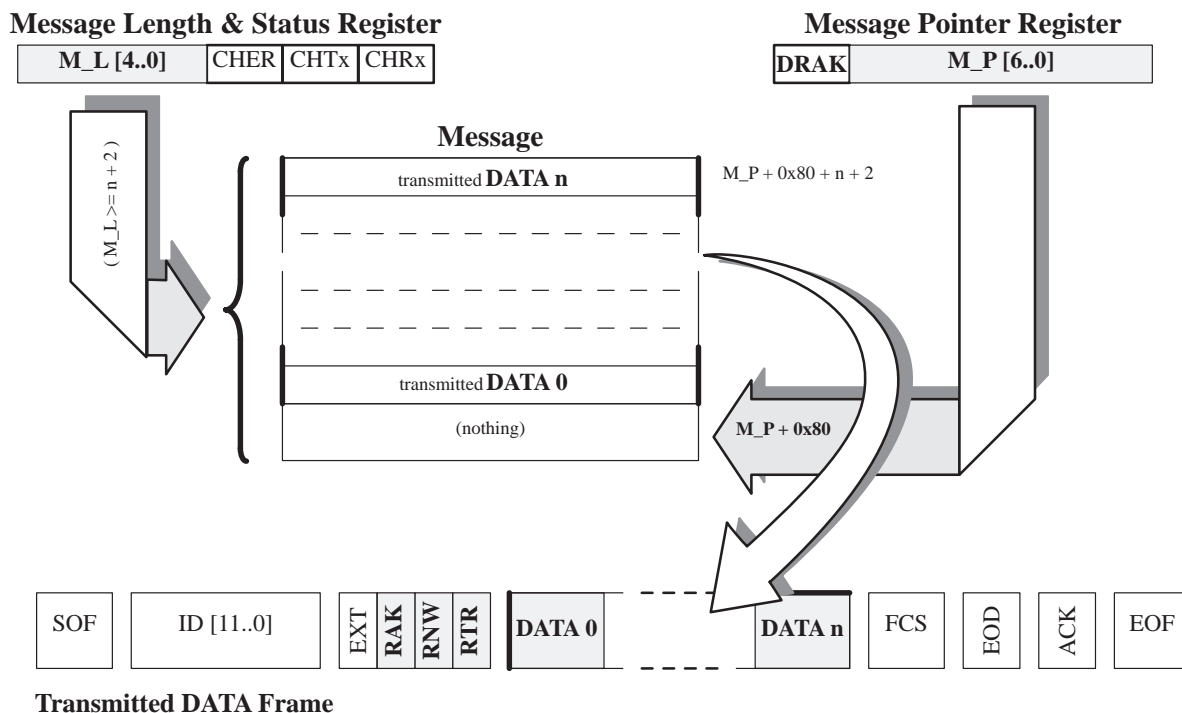 Message Length & Status Register
Message Pointer Register
M_L [4..0] CHER CHTx CHRx
DRAK M_P [6..0]
Message
( M_L >= n + 2 )
transmitted DATA n
M_P + 0x80 + n + 2
transmitted DATA 0
(nothing)
M_P + 0x80
SOF ID [11..0] EXT RAK RNW RTR DATA 0 DATA n FCS EOD ACK EOF
Transmitted DATA Frame